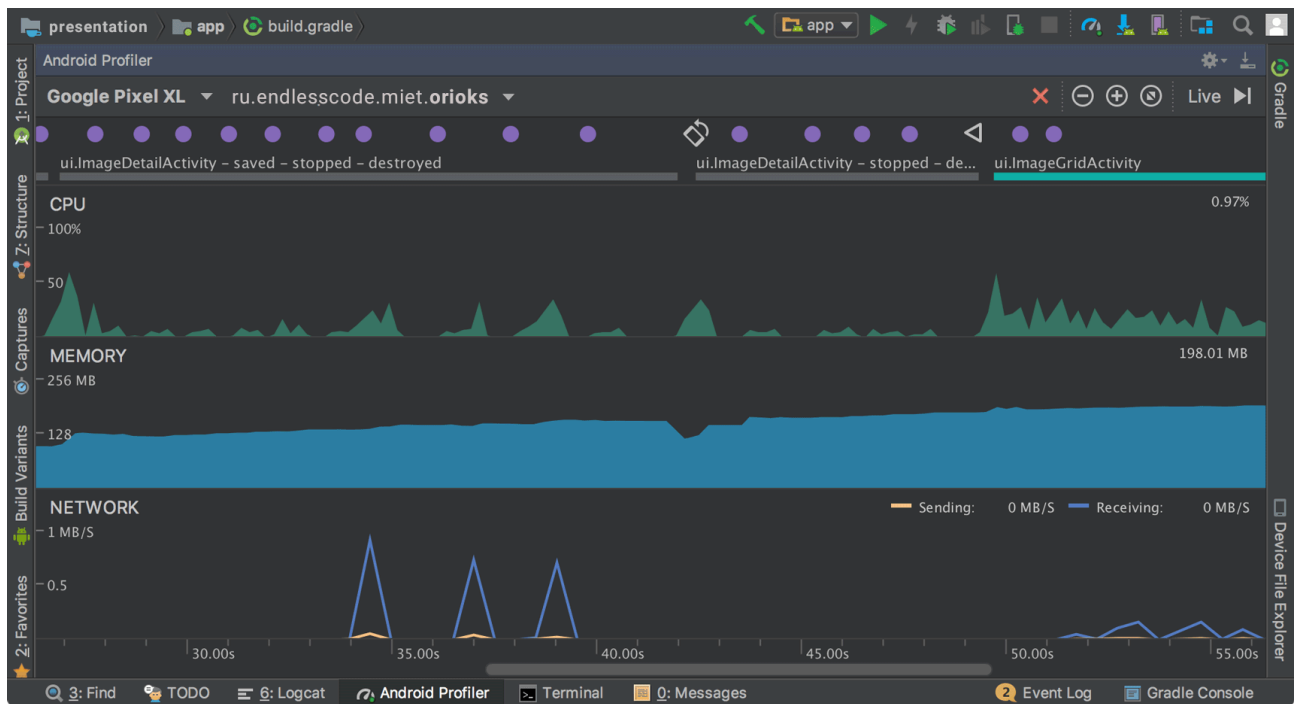 presentation app build.gradle app
Android Profiler
Google Pixel XL ru.endlesscode.miet.orioks Live
ui.ImageDetailActivity – saved – stopped – destroyed ui.ImageDetailActivity – stopped – de... ui.ImageGridActivity
CPU 0.97%
100%
50
MEMORY 198.01 MB
256 MB
128
NETWORK Sending: 0 MB/S Receiving: 0 MB/S
1 MB/S
0.5
30.00s 35.00s 40.00s 45.00s 50.00s 55.00s
1: Project
7: Structure
Captures
Build Variants
2: Favorites
Gradle
Device File Explorer
3: Find TODO 6: Logcat Android Profiler Terminal 0: Messages 2 Event Log Gradle Console